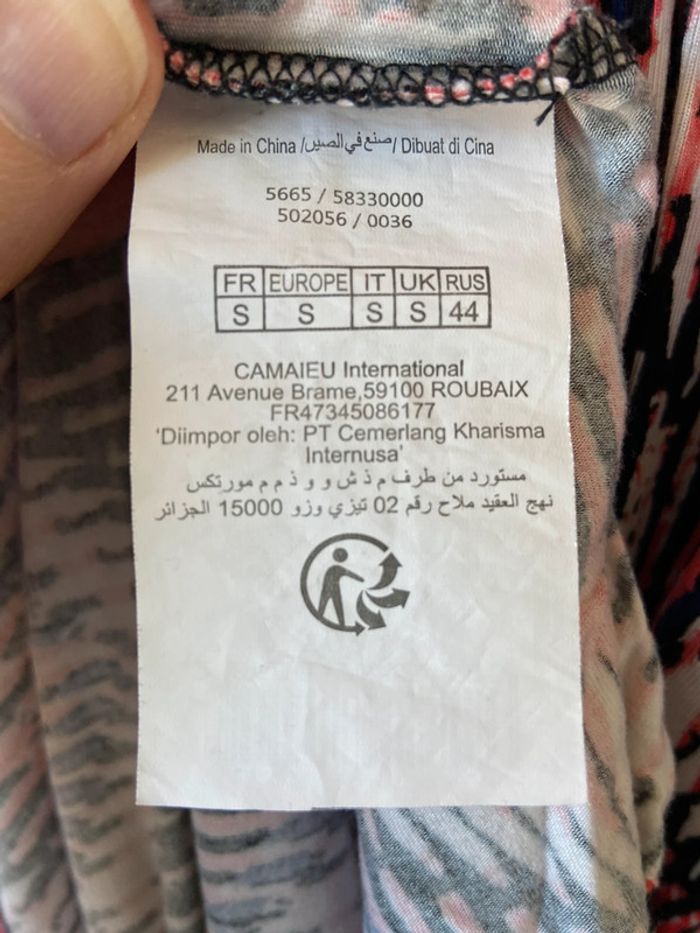 Made in China /صنع في الصين/ Dibuat di Cina
5665 / 58330000
502056 / 0036
FR EUROPE IT UK RUS
S S S S 44
CAMAIEU International
211 Avenue Brame,59100 ROUBAIX
FR47345086177
'Diimpor oleh: PT Cemerlang Kharisma
Internusa'
مستورد من طرف م ذ ش و و ذ م م مورتكس
نهج العقيد ملاح رقم 02 تيزي وزو 15000 الجزائر